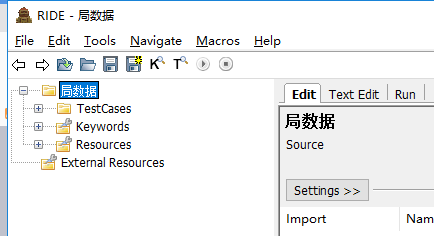 RIDE - 局数据
File Edit Tools Navigate Macros Help
K T
局数据
TestCases
Keywords
Resources
External Resources
Edit Text Edit Run
局数据
Source
Settings >>
Import Nam